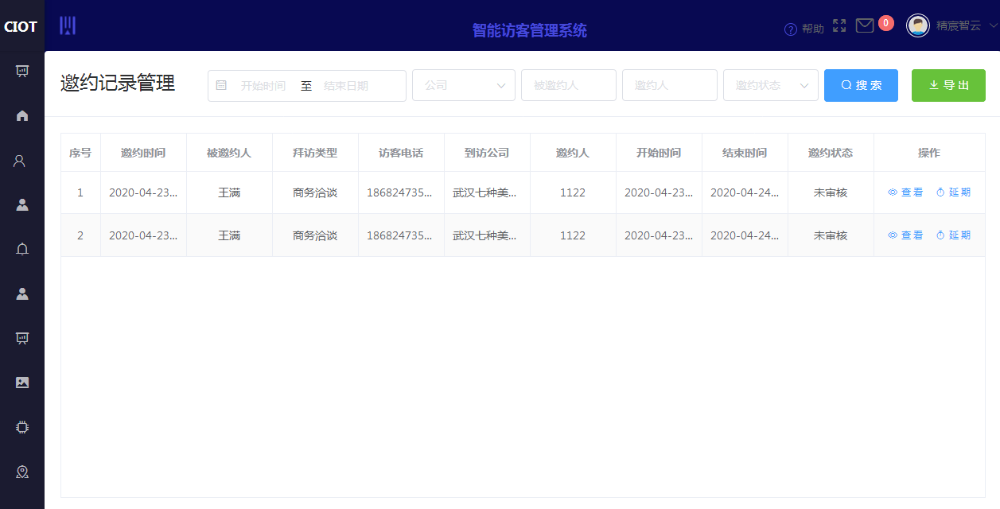 CIOT
智能访客管理系统
帮助
0
精宸智云
邀约记录管理
开始时间 至 结束日期
公司
被邀约人
邀约人
邀约状态
搜索
导出
序号 邀约时间 被邀约人 拜访类型 访客电话 到访公司 邀约人 开始时间 结束时间 邀约状态 操作
1 2020-04-23... 王满 商务洽谈 186824735... 武汉七种美... 1122 2020-04-23... 2020-04-24... 未审核 查看 延期
2 2020-04-23... 王满 商务洽谈 186824735... 武汉七种美... 1122 2020-04-23... 2020-04-24... 未审核 查看 延期